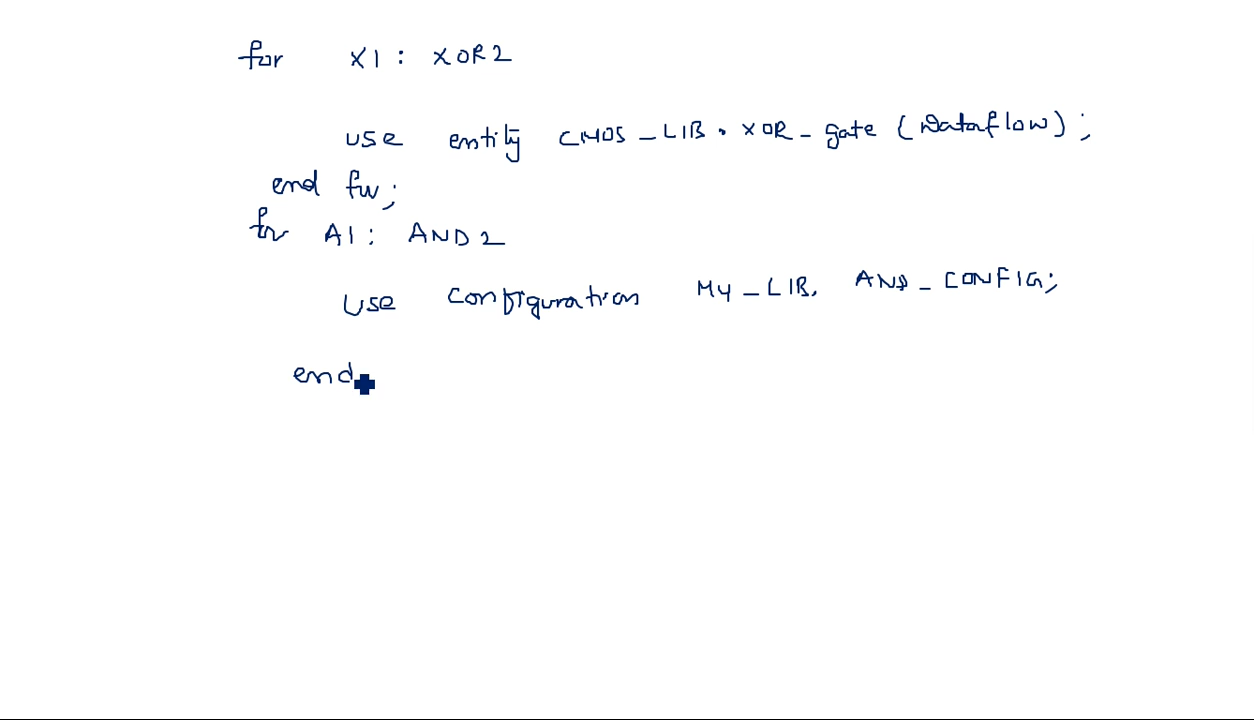 for X1: XOR2
use entity CMOS_LIB.XOR_gate (Dataflow);
end for;
for A1: AND2
use configuration MY_LIB. AND_CONFIG;
end